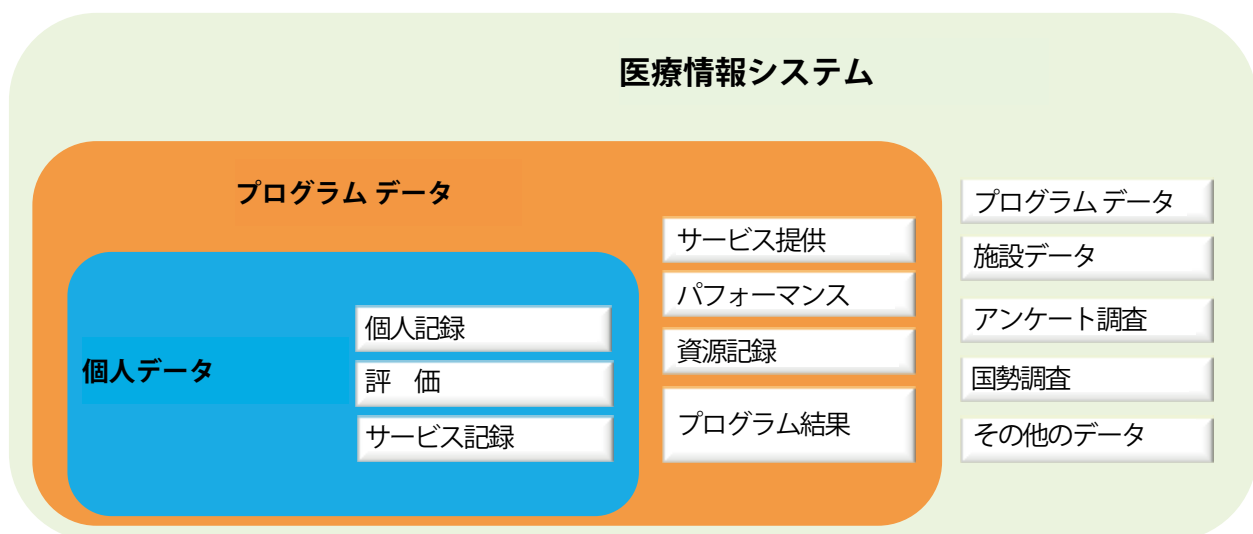 医療情報システム
プログラム データ
個人データ
個人記録
評　価
サービス記録
サービス提供
パフォーマンス
資源記録
プログラム結果
プログラム データ
施設データ
アンケート調査
国勢調査
その他のデータ